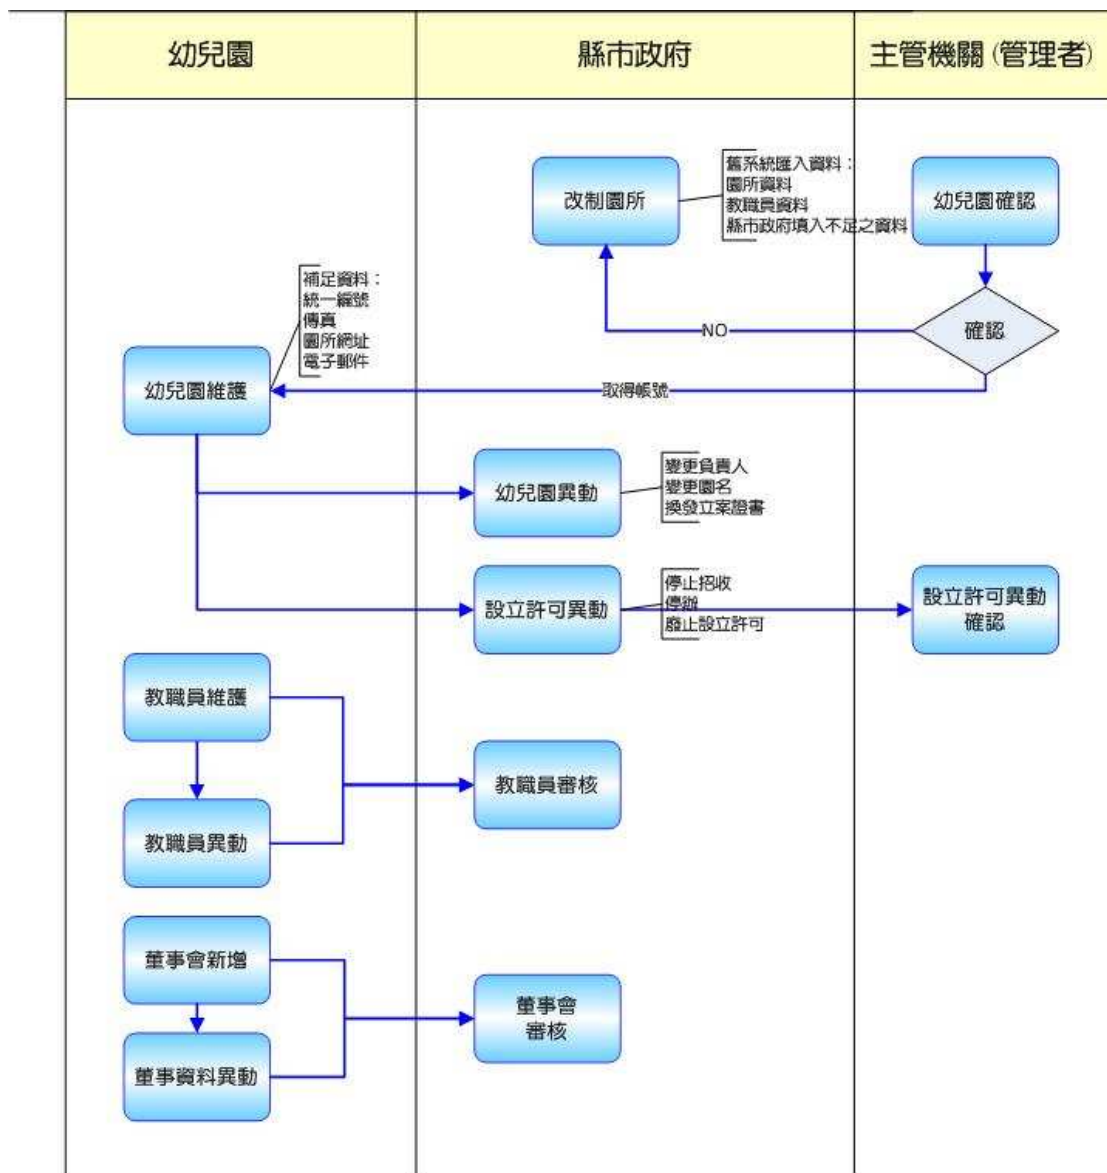 幼兒園
縣市政府
主管機關(管理者)
改制園所
舊系統匯入資料：
園所資料
教職員資料
縣市政府填入不足之資料
幼兒園確認
確認
NO
補足資料：
統一編號
傳真
園所網址
電子郵件
幼兒園維護
取得帳號
幼兒園異動
變更負責人
變更園名
換發立案證書
設立許可異動
停止招收
停辦
廢止設立許可
設立許可異動
確認
教職員維護
教職員審核
教職員異動
董事會新增
董事會
審核
董事資料異動